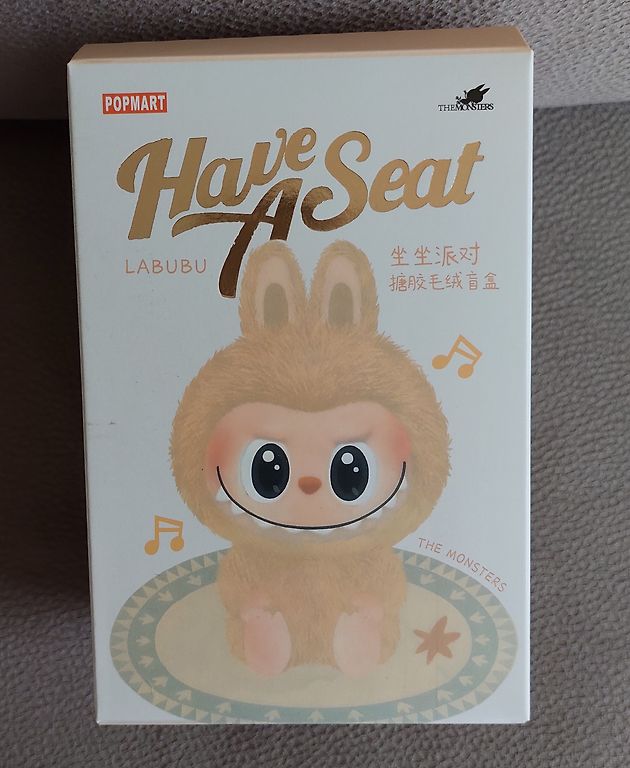 POPMART
THE MONSTERS
Have
A Seat
LABUBU
坐坐派对
搪胶毛绒盲盒
THE MONSTERS